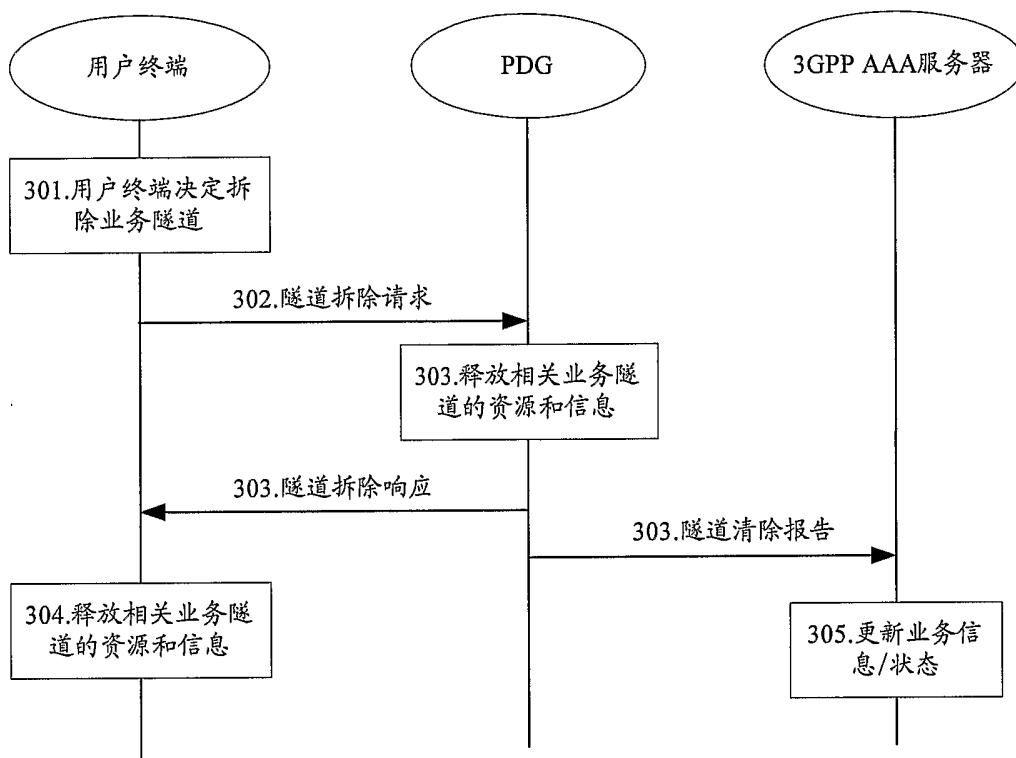 用户终端
PDG
3GPP AAA服务器
301.用户终端决定拆
除业务隧道
302.隧道拆除请求
303.释放相关业务隧
道的资源和信息
303.隧道拆除响应
303.隧道清除报告
304.释放相关业务隧
道的资源和信息
305.更新业务信
息/状态